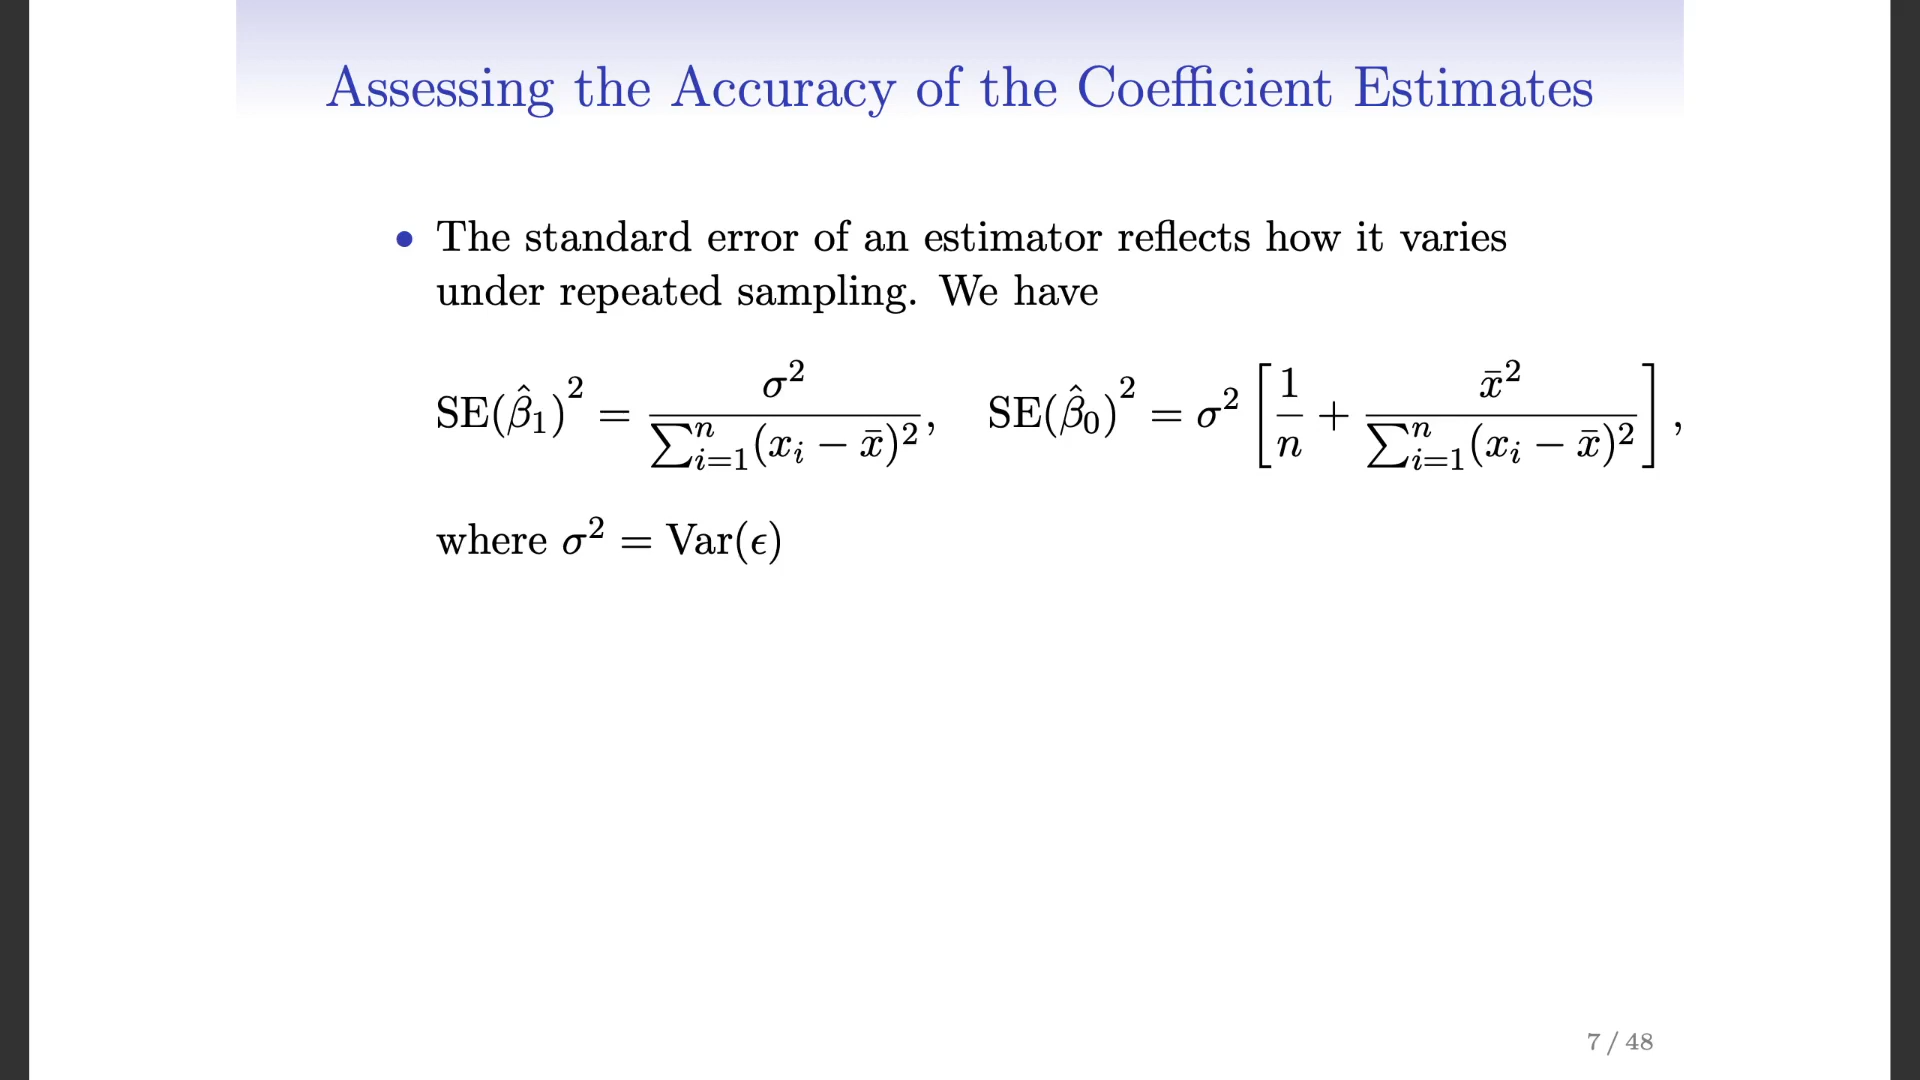 Assessing the Accuracy of the Coefficient Estimates
• The standard error of an estimator reflects how it varies
under repeated sampling. We have
SE(β̂₁)² = σ² / ∑ⁿᵢ₌₁(xᵢ − x̄)², SE(β̂₀)² = σ² [1/n + x̄² / ∑ⁿᵢ₌₁(xᵢ − x̄)²],
where σ² = Var(ϵ)
7 / 48